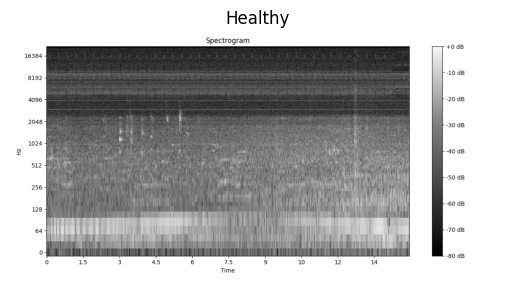 Healthy
Spectrogram
16384
8192
4096
2048
1024
512
256
128
64
0
Hz
0 1.5 3 4.5 6 7.5 9 10 12 14
Time
+0 dB
-10 dB
-20 dB
-30 dB
-40 dB
-50 dB
-60 dB
-70 dB
-80 dB